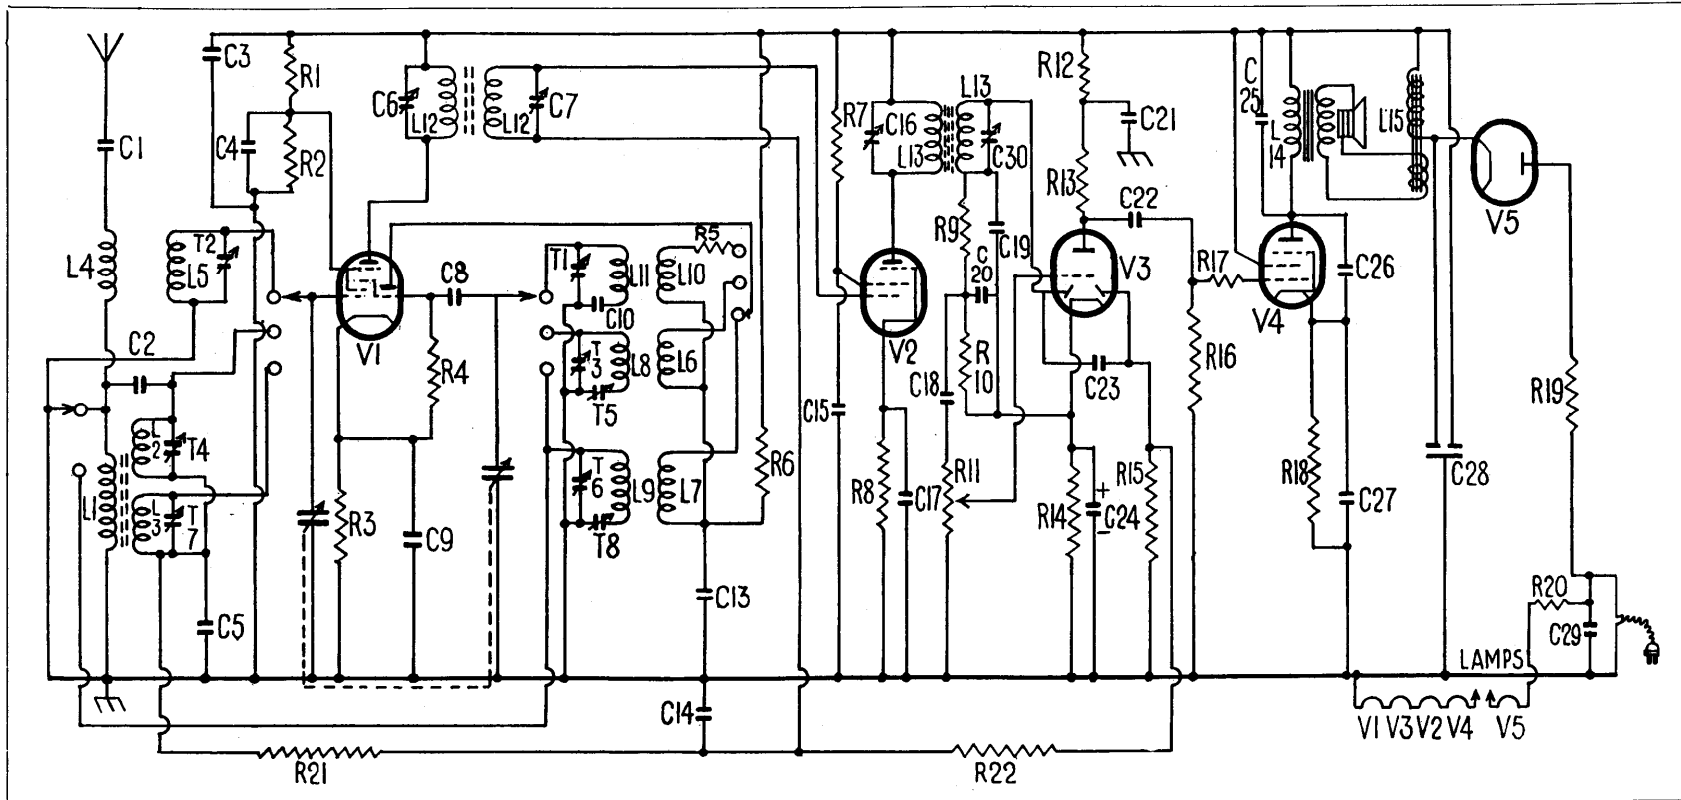 C3
R1
C1
C4
R2
C6
L12
L12
C7
L4
T2
L5
C2
V1
C8
R4
T1
C10
L11
L10
R5
T
3
L8
L6
T5
L
2
T4
L1
L
3
T
7
C5
R3
C9
T
6
L9
L7
T8
R6
C13
C14
R21
R22
R7
C16
L13
L13
C30
R9
C19
C
20
V2
R
10
C18
C15
R8
C17
R11
R12
C21
R13
C22
V3
C23
R14
+
−
C24
R15
R16
R17
C
25
L
14
L15
V4
C26
R18
C27
C28
V5
R19
R20
C29
LAMPS
V1 V3 V2 V4 V5